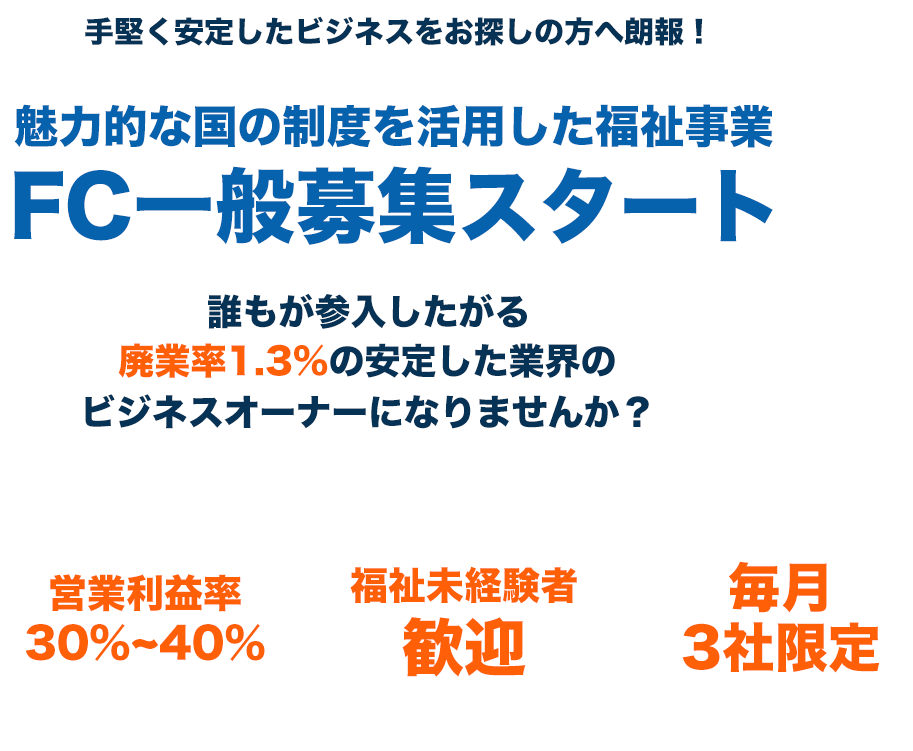 手堅く安定したビジネスをお探しの方へ朗報！
魅力的な国の制度を活用した福祉事業
FC一般募集スタート
誰もが参入したがる
廃業率1.3%の安定した業界の
ビジネスオーナーになりませんか？
営業利益率
30%~40%
福祉未経験者
歓迎
毎月
3社限定